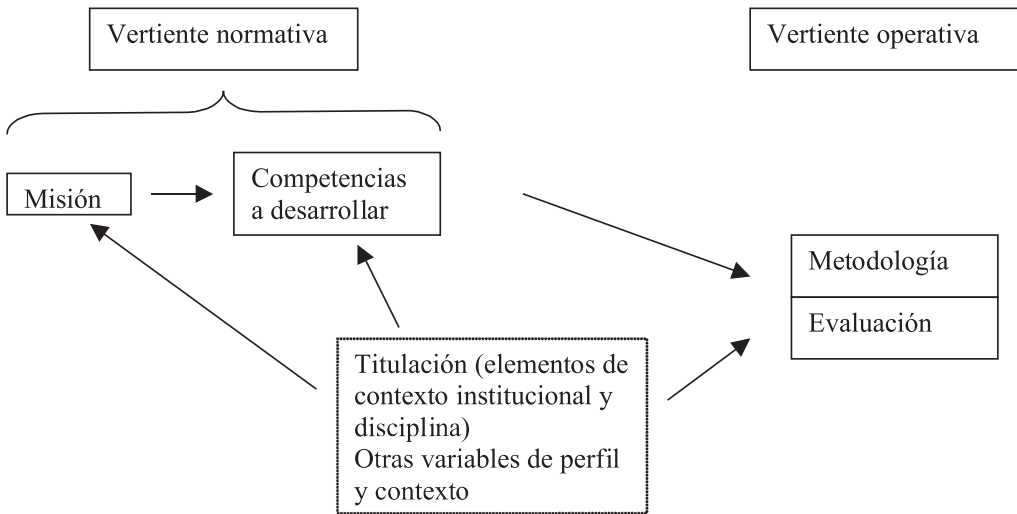 Vertiente normativa
Vertiente operativa
Misión
Competencias
a desarrollar
Metodología
Evaluación
Titulación (elementos de
contexto institucional y
disciplina)
Otras variables de perfil
y contexto